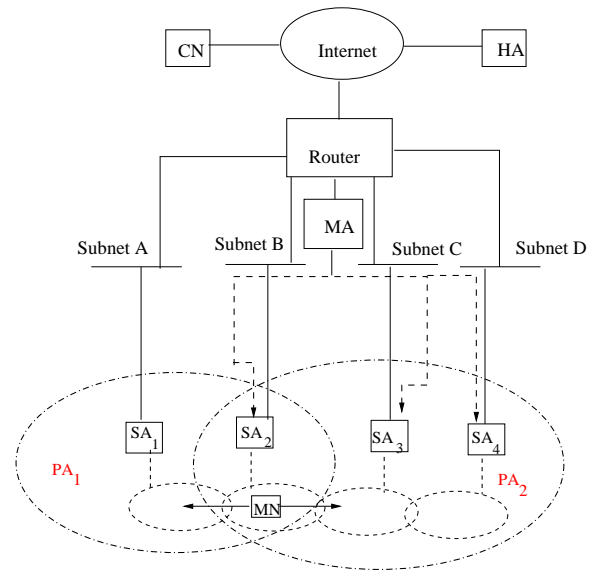 CN
Internet
HA
Router
MA
Subnet A
Subnet B
Subnet C
Subnet D
SA1
SA2
SA3
SA4
PA1
PA2
MN